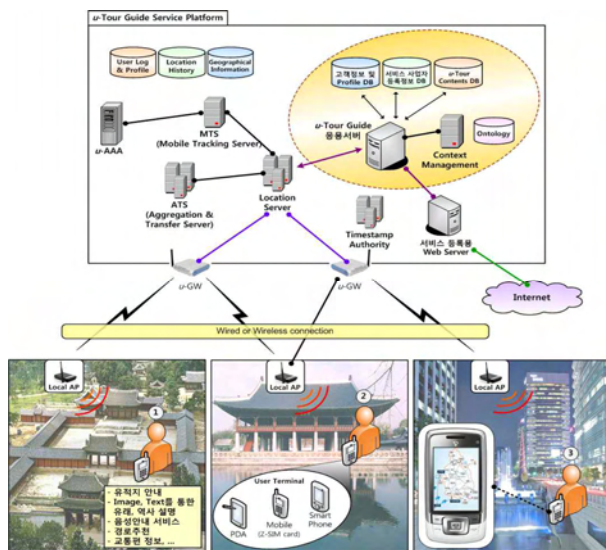 u-Tour Guide Service Platform
User Log
& Profile
Location
History
Geographical
Information
고객정보 및
Profile DB
서비스 사업자
등록정보 DB
u-Tour
Contents DB
u-Tour Guide
응용서버
Context
Management
Ontology
u-AAA
MTS
(Mobile Tracking Server)
ATS
(Aggregation &
Transfer Server)
Location
Server
Timestamp
Authority
서비스 등록용
Web Server
u-GW
u-GW
Internet
Wired or Wireless connection
Local AP
Local AP
Local AP
1
2
3
- 유적지 안내
- Image, Text를 통한
유래, 역사 설명
- 음성안내 서비스
- 경로추천
- 교통편 정보, ...
User Terminal
PDA
Mobile
(Z-SIM card)
Smart
Phone